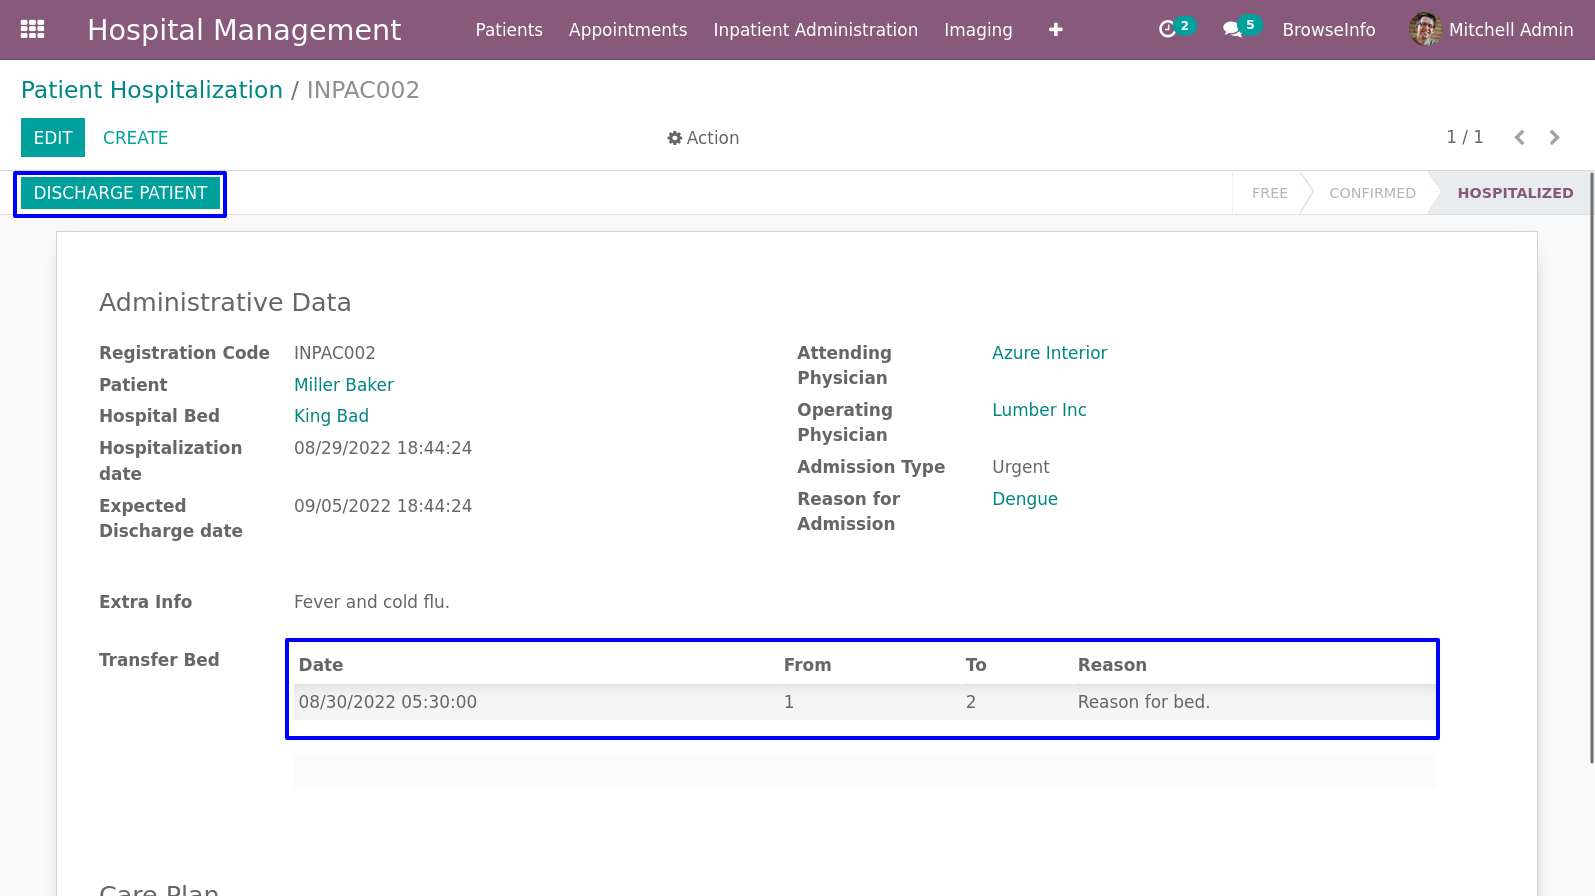 Hospital Management Patients Appointments Inpatient Administration Imaging 2 5 BrowseInfo Mitchell Admin
Patient Hospitalization / INPAC002
EDIT CREATE Action 1 / 1
DISCHARGE PATIENT FREE CONFIRMED HOSPITALIZED
Administrative Data
Registration Code INPAC002
Patient Miller Baker
Hospital Bed King Bad
Hospitalization date 08/29/2022 18:44:24
Expected Discharge date 09/05/2022 18:44:24
Attending Physician Azure Interior
Operating Physician Lumber Inc
Admission Type Urgent
Reason for Admission Dengue
Extra Info Fever and cold flu.
Transfer Bed
Date From To Reason
08/30/2022 05:30:00 1 2 Reason for bed.
Care Plan